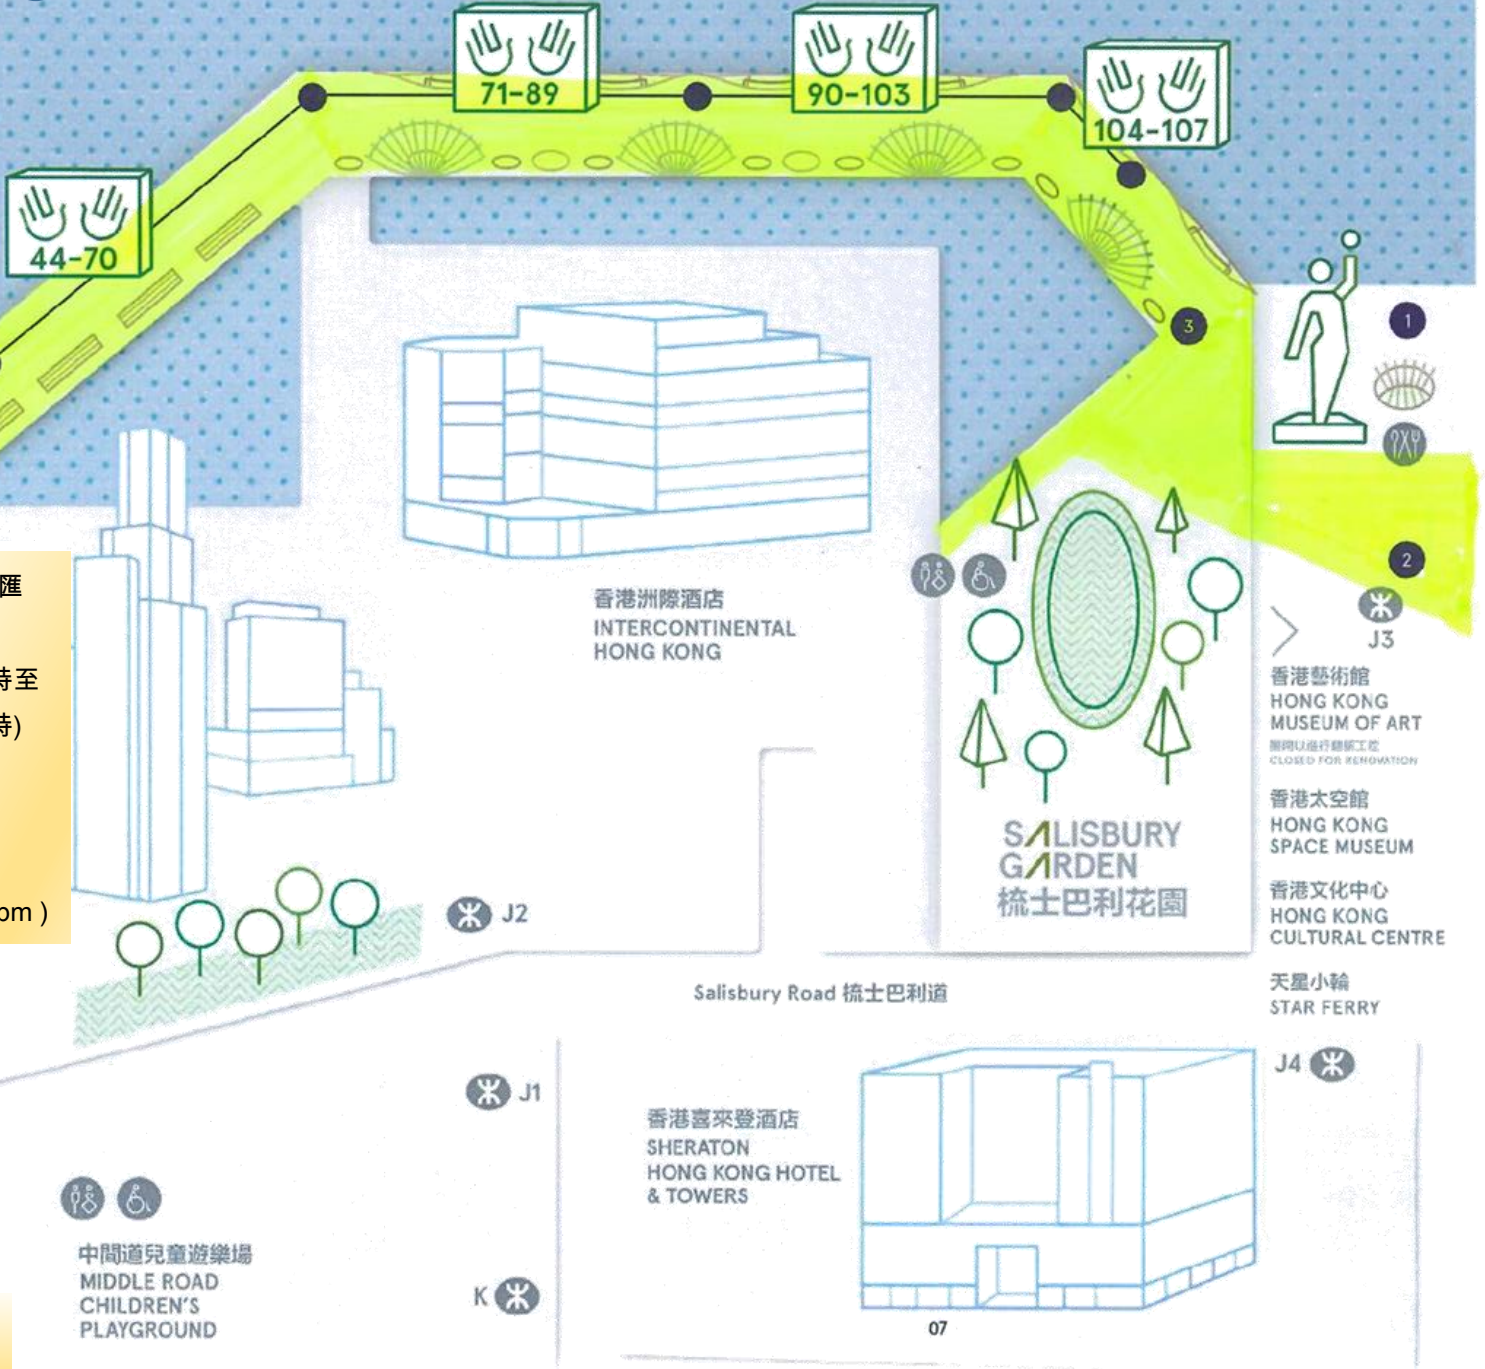 71-89
90-103
104-107
44-70
3
1
2
匯
時至
時)
pm )
香港洲際酒店
INTERCONTINENTAL
HONG KONG
J3
香港藝術館
HONG KONG
MUSEUM OF ART
CLOSED FOR RENOVATION
香港太空館
HONG KONG
SPACE MUSEUM
香港文化中心
HONG KONG
CULTURAL CENTRE
天星小輪
STAR FERRY
SALISBURY
GARDEN
梳士巴利花園
J2
Salisbury Road 梳士巴利道
J1
J4
香港喜來登酒店
SHERATON
HONG KONG HOTEL
& TOWERS
中間道兒童遊樂場
MIDDLE ROAD
CHILDREN'S
PLAYGROUND
K
07